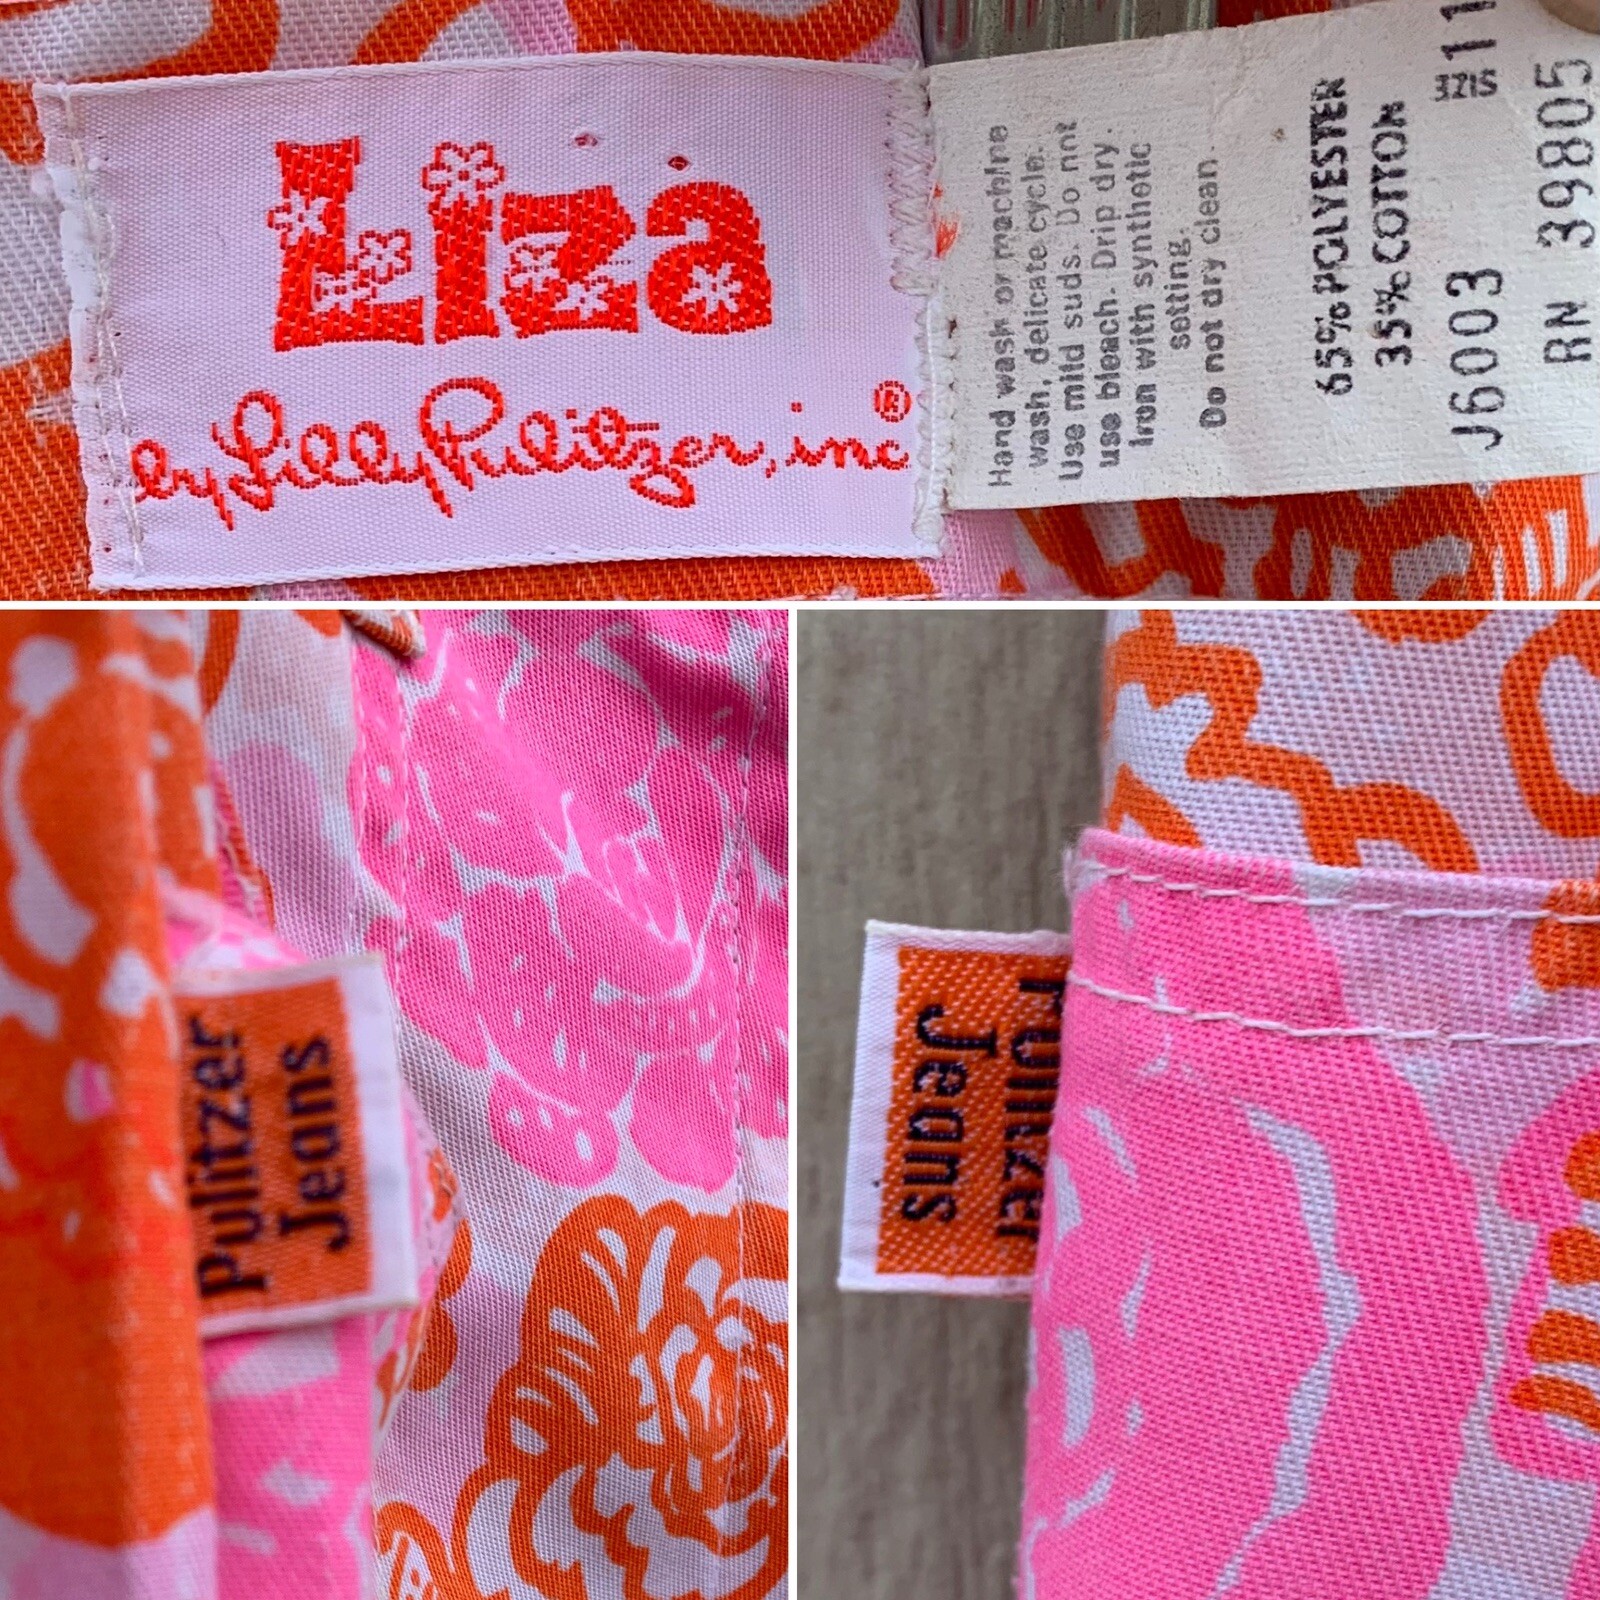 Liza
by Lilly Pulitzer, inc ®
Hand wash or machine
wash, delicate cycle.
Use mild suds. Do not
use bleach. Drip dry.
Iron with synthetic
setting.
Do not dry clean.
65% POLYESTER
35% COTTON
J6003
SIZE 11
RN 39805
Pulitzer
Jeans
Pulitzer
Jeans